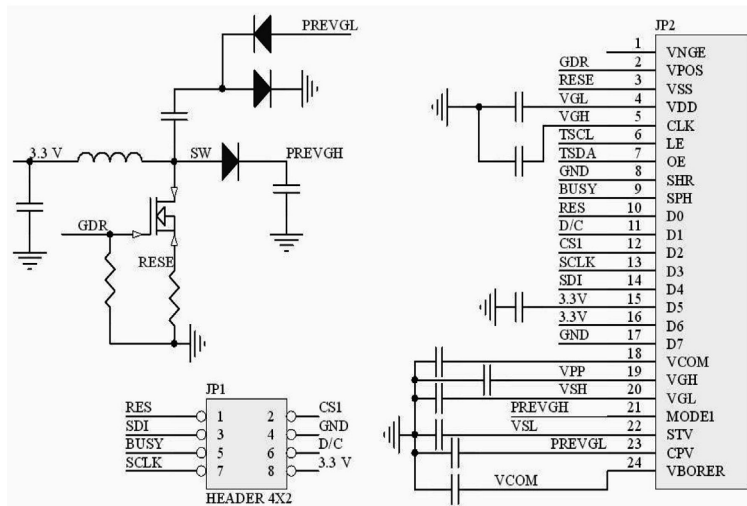 PREVGL
3.3 V
SW
PREVGH
GDR
RESE
JP1
RES 1 2 CS1
SDI 3 4 GND
BUSY 5 6 D/C
SCLK 7 8 3.3 V
HEADER 4X2
JP2
1 VNGE
GDR 2 VPOS
RESE 3 VSS
VGL 4 VDD
VGH 5 CLK
TSCL 6 LE
TSDA 7 OE
GND 8 SHR
BUSY 9 SPH
RES 10 D0
D/C 11 D1
CS1 12 D2
SCLK 13 D3
SDI 14 D4
3.3V 15 D5
3.3V 16 D6
GND 17 D7
18 VCOM
VPP 19 VGH
VSH 20 VGL
PREVGH 21 MODE1
VSL 22 STV
PREVGL 23 CPV
VCOM 24 VBORER